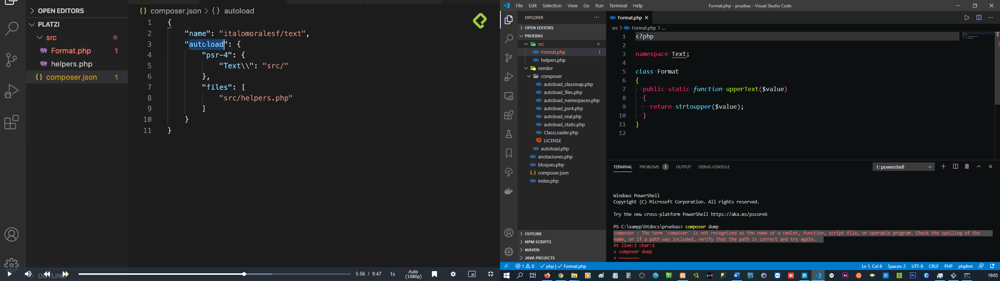 OPEN EDITORS
PLATZI
src
Format.php 1
helpers.php
{} composer.json 1
OUTLINE
{} composer.json > {} autoload
1 {
2 "name": "italomoralesf/text",
3 "autoload": {
4 "psr-4": {
5 "Text\\": "src/"
6 },
7 "files": [
8 "src/helpers.php"
9 ]
10 }
11 }
5:56 / 9:47 1x Auto (1080p)
File Edit Selection View Go Run Terminal Help Format.php - pruebas - Visual Studio Code
EXPLORER ...
OPEN EDITORS
PRUEBAS
src
Format.php 1
helpers.php
vendor
composer
autoload_classmap.php
autoload_files.php
autoload_namespaces.php
autoload_psr4.php
autoload_real.php
autoload_static.php
ClassLoader.php
LICENSE
autoload.php
anotaciones.php
bloques.php
{..} composer.json
index.php
OUTLINE
NPM SCRIPTS
MAVEN
JAVA PROJECTS
Format.php ×
src > Format.php > ...
1 <?php
2
3 namespace Text;
4
5 class Format
6 {
7 public static function upperText($value)
8 {
9 return strtoupper($value);
10 }
11 }
12
TERMINAL PROBLEMS 1 OUTPUT DEBUG CONSOLE 1: powershell
Windows PowerShell
Copyright (C) Microsoft Corporation. All rights reserved.
Try the new cross-platform PowerShell https://aka.ms/pscore6
PS C:\xampp\htdocs\pruebas> composer dump
composer : The term 'composer' is not recognized as the name of a cmdlet, function, script file, or operable program. Check the spelling of the
name, or if a path was included, verify that the path is correct and try again.
At line:1 char:1
+ composer dump
+ ~~~~~~~~
1 0 php | Format.php Ln 1, Col 6 Spaces: 2 UTF-8 CRLF PHP phpfmt
19:05